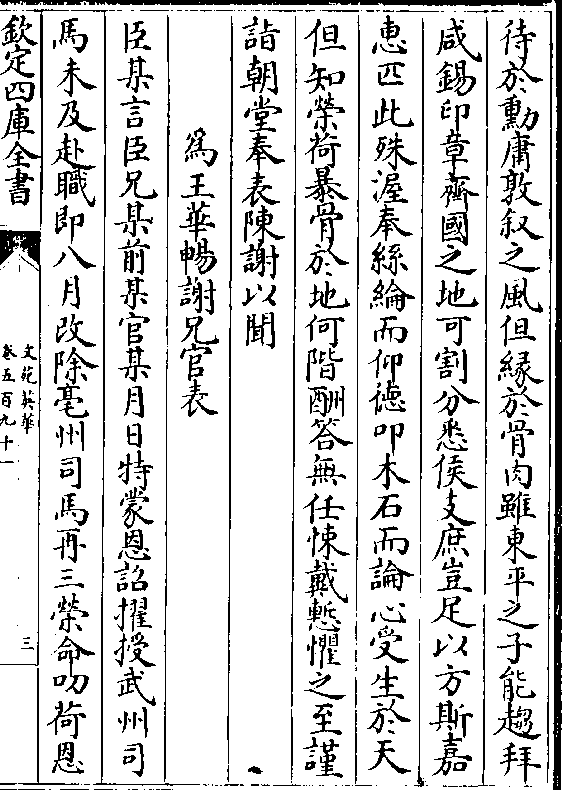 待於勳庸敦叙之風但緣於骨肉雖東平之子能趨拜
咸錫印章齊國之地可割分悉侯支庶豈足以方斯嘉
恵匹此殊渥奉絲綸而仰徳叩木石而論心受生於天
但知榮荷暴骨於地何階酬答無任悚戴慙懼之至謹
詣朝堂奉表陳謝以聞
為王華暢謝兄官表
臣某言臣兄某前某官某月日特蒙恩詔擢授武州司
馬未及赴職即八月改除亳州司馬再三榮命叨荷恩
欽定四庫全書
文苑英華
卷五百九十一
三